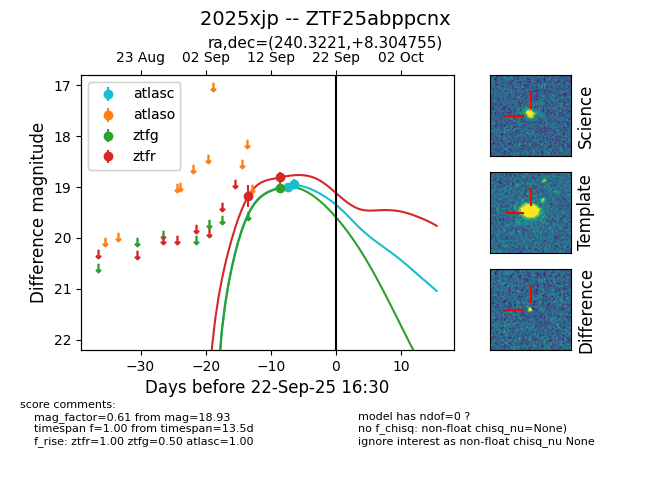 2025xjp -- ZTF25abppcnx
ra,dec=(240.3221,+8.304755)
23 Aug 02 Sep 12 Sep 22 Sep 02 Oct
17
18
19
20
21
22
Difference magnitude
atlasc
atlaso
ztfg
ztfr
−30 −20 −10 0 10
Days before 22-Sep-25 16:30
Science
Template
Difference
score comments:
mag_factor=0.61 from mag=18.93
timespan f=1.00 from timespan=13.5d
f_rise: ztfr=1.00 ztfg=0.50 atlasc=1.00
model has ndof=0 ?
no f_chisq: non-float chisq_nu=None)
ignore interest as non-float chisq_nu None